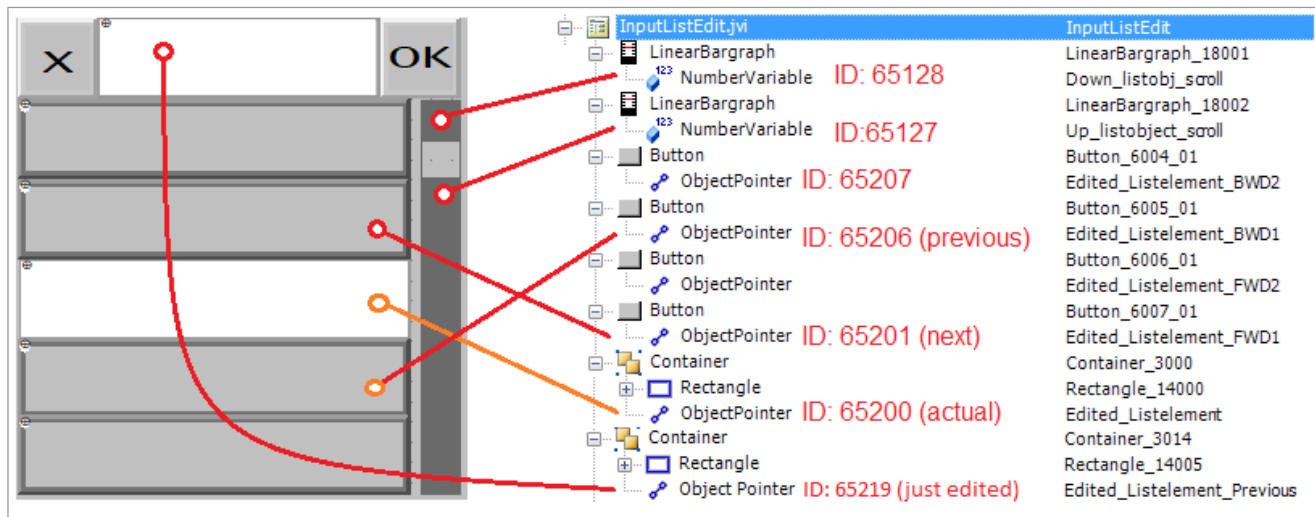 X OK
InputListEdit.jvi InputListEdit
LinearBargraph LinearBargraph_18001
123 NumberVariable ID: 65128 Down_listobj_scroll
LinearBargraph LinearBargraph_18002
123 NumberVariable ID:65127 Up_listobject_scroll
Button Button_6004_01
ObjectPointer ID: 65207 Edited_Listelement_BWD2
Button Button_6005_01
ObjectPointer ID: 65206 (previous) Edited_Listelement_BWD1
Button Button_6006_01
ObjectPointer Edited_Listelement_FWD2
Button Button_6007_01
ObjectPointer ID: 65201 (next) Edited_Listelement_FWD1
Container Container_3000
Rectangle Rectangle_14000
ObjectPointer ID: 65200 (actual) Edited_Listelement
Container Container_3014
Rectangle Rectangle_14005
Object Pointer ID: 65219 (just edited) Edited_Listelement_Previous